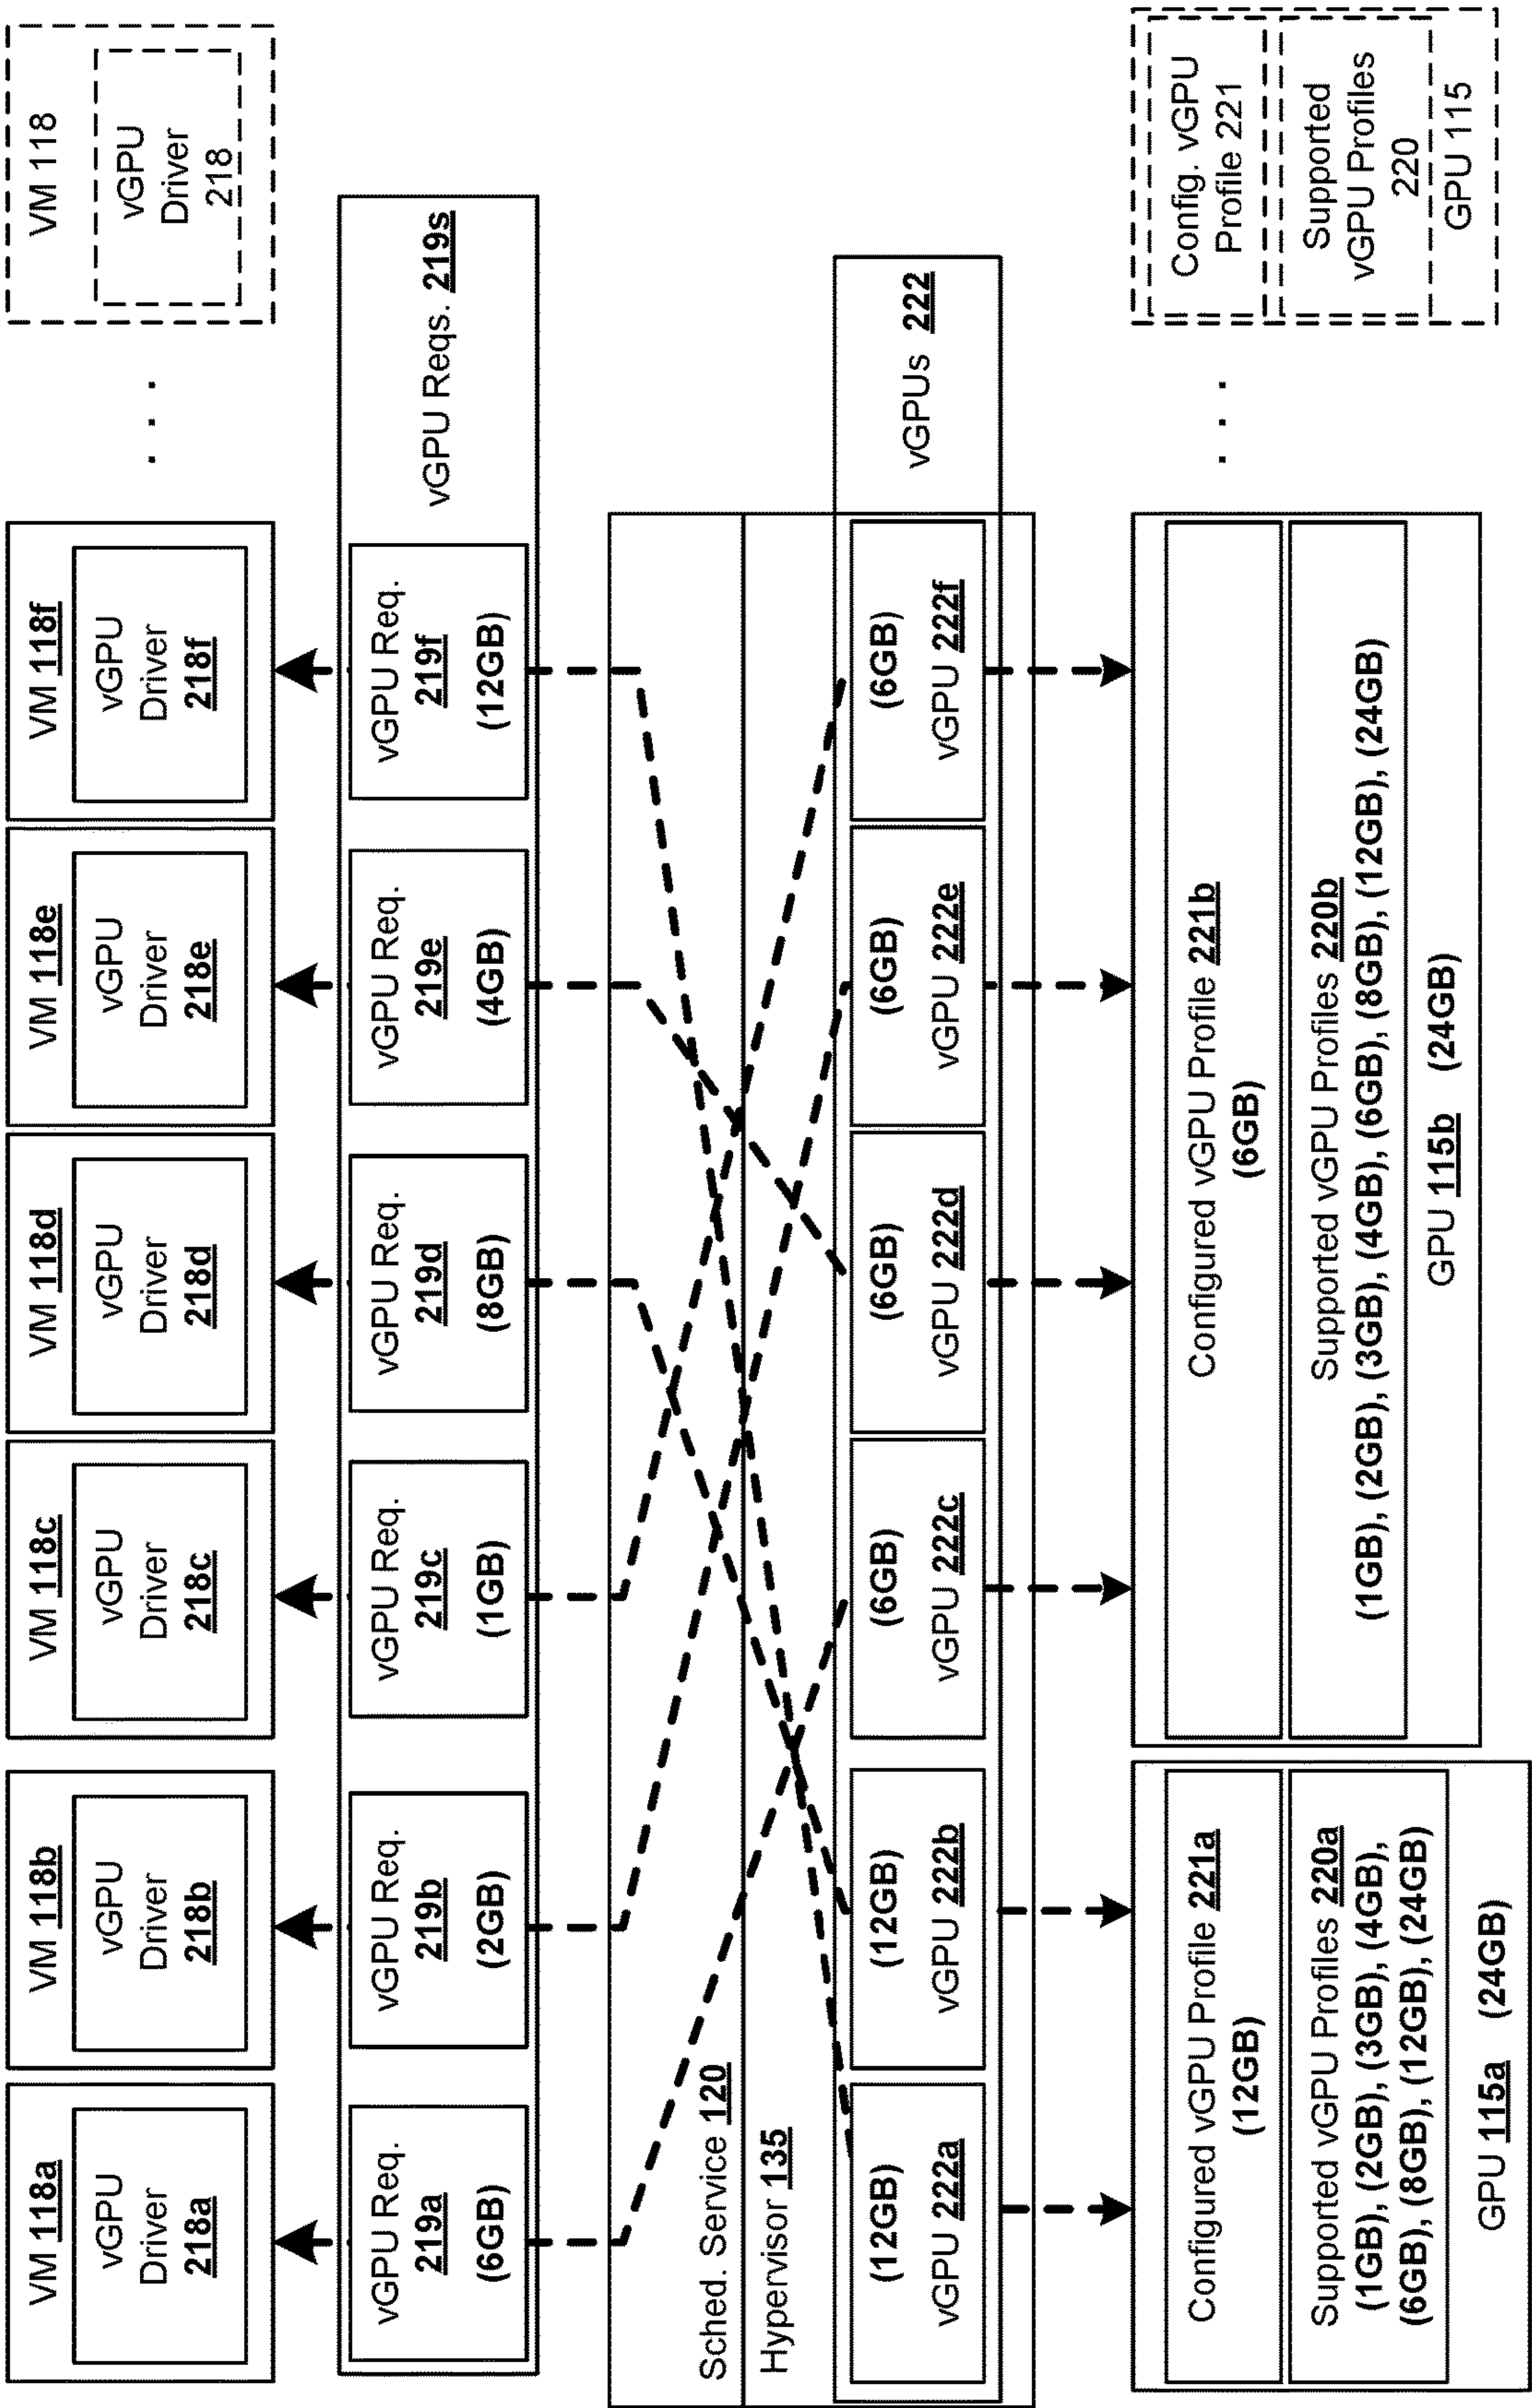 VM 118a
vGPU
Driver
218a
VM 118b
vGPU
Driver
218b
VM 118c
vGPU
Driver
218c
VM 118d
vGPU
Driver
218d
VM 118e
vGPU
Driver
218e
VM 118f
vGPU
Driver
218f
. . .
VM 118
vGPU
Driver
218
vGPU Req.
219a
(6GB)
vGPU Req.
219b
(2GB)
vGPU Req.
219c
(1GB)
vGPU Req.
219d
(8GB)
vGPU Req.
219e
(4GB)
vGPU Req.
219f
(12GB)
vGPU Reqs. 219s
Sched. Service 120
Hypervisor 135
(12GB)
vGPU 222a
(12GB)
vGPU 222b
(6GB)
vGPU 222c
(6GB)
vGPU 222d
(6GB)
vGPU 222e
(6GB)
vGPU 222f
vGPUs 222
Configured vGPU Profile 221a
(12GB)
Supported vGPU Profiles 220a
(1GB), (2GB), (3GB), (4GB),
(6GB), (8GB), (12GB), (24GB)
GPU 115a (24GB)
Configured vGPU Profile 221b
(6GB)
Supported vGPU Profiles 220b
(1GB), (2GB), (3GB), (4GB), (6GB), (8GB), (12GB), (24GB)
GPU 115b (24GB)
. . .
Config. vGPU
Profile 221
Supported
vGPU Profiles
220
GPU 115